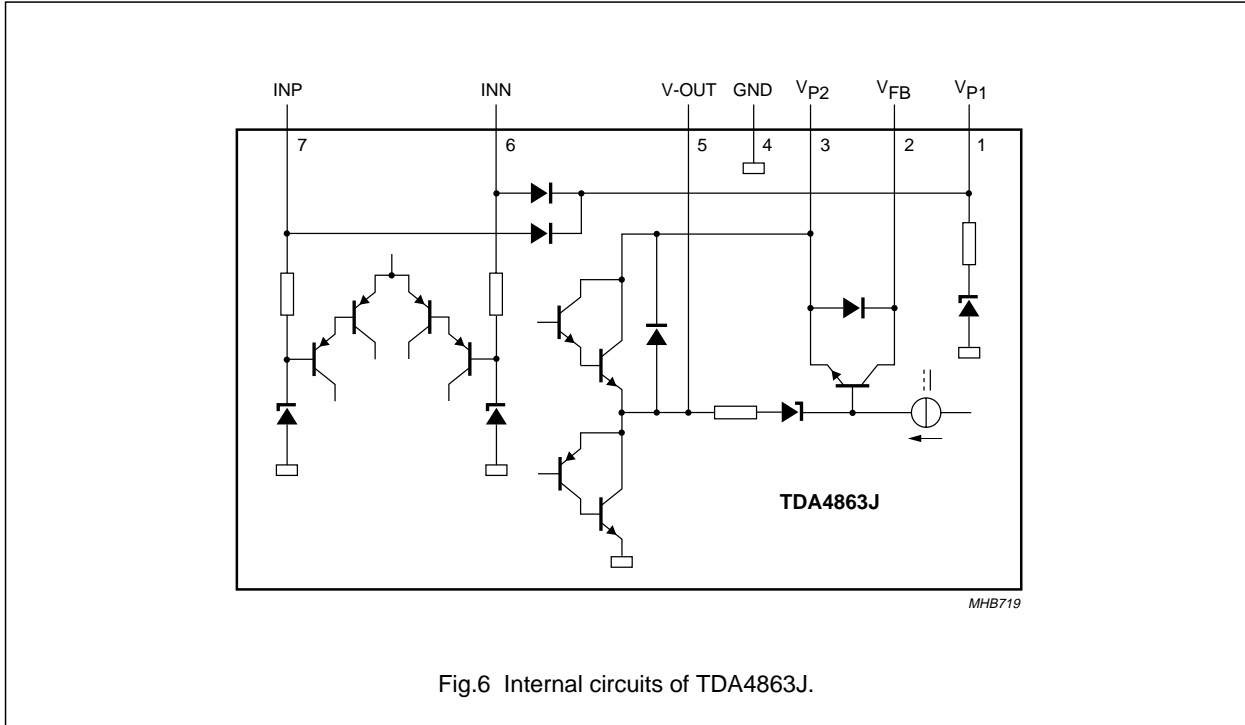 INP INN V-OUT GND VP2 VFB VP1
7 6 5 4 3 2 1
TDA4863J
MHB719
Fig.6 Internal circuits of TDA4863J.